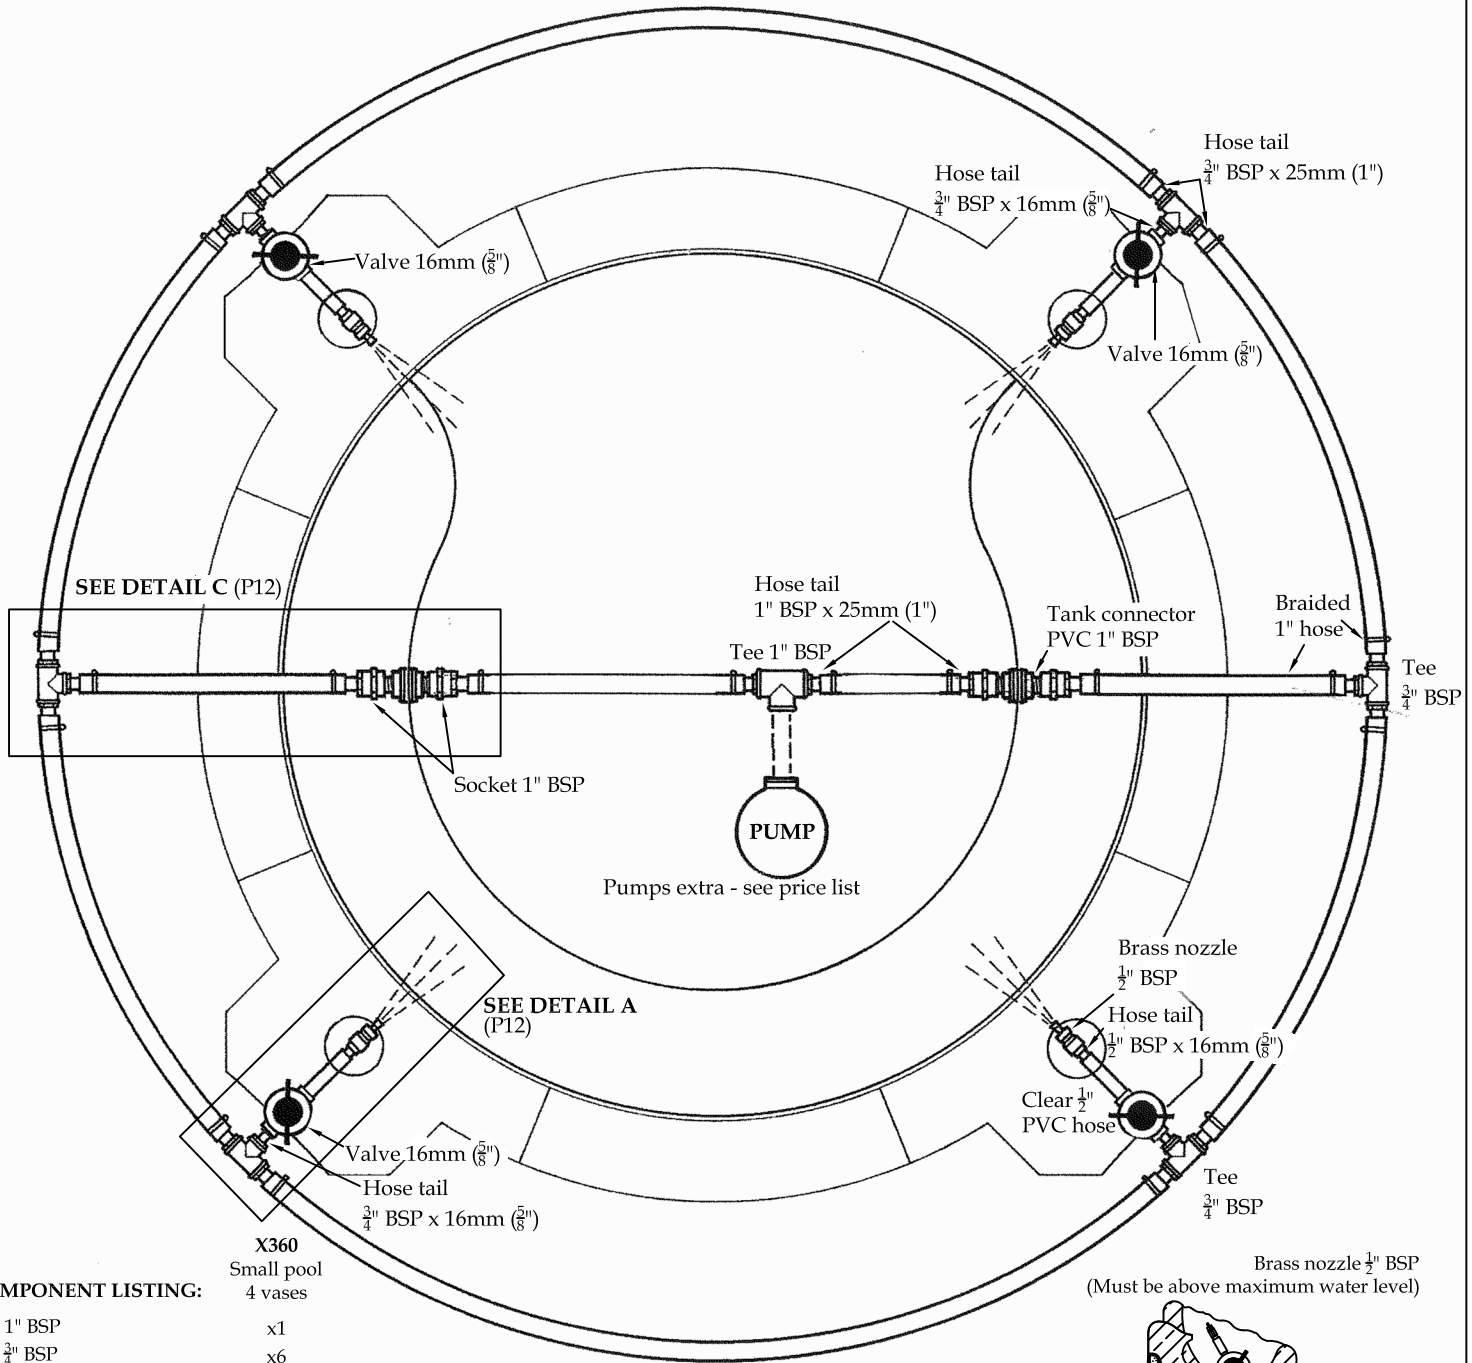 Hose tail
¾" BSP x 25mm (1")
Hose tail
¾" BSP x 16mm (⅝")
Valve 16mm (⅝")
Valve 16mm (⅝")
SEE DETAIL C (P12)
Hose tail
1" BSP x 25mm (1")
Tee 1" BSP
Tank connector
PVC 1" BSP
Braided
1" hose
Tee
¾" BSP
Socket 1" BSP
PUMP
Pumps extra - see price list
SEE DETAIL A
(P12)
Brass nozzle
½" BSP
Hose tail
½" BSP x 16mm (⅝")
Clear ½"
PVC hose
Valve 16mm (⅝")
Hose tail
¾" BSP x 16mm (⅝")
Tee
¾" BSP
X360
Small pool
4 vases
MPONENT LISTING:
1" BSP x1
¾" BSP x6
Brass nozzle ½" BSP
(Must be above maximum water level)